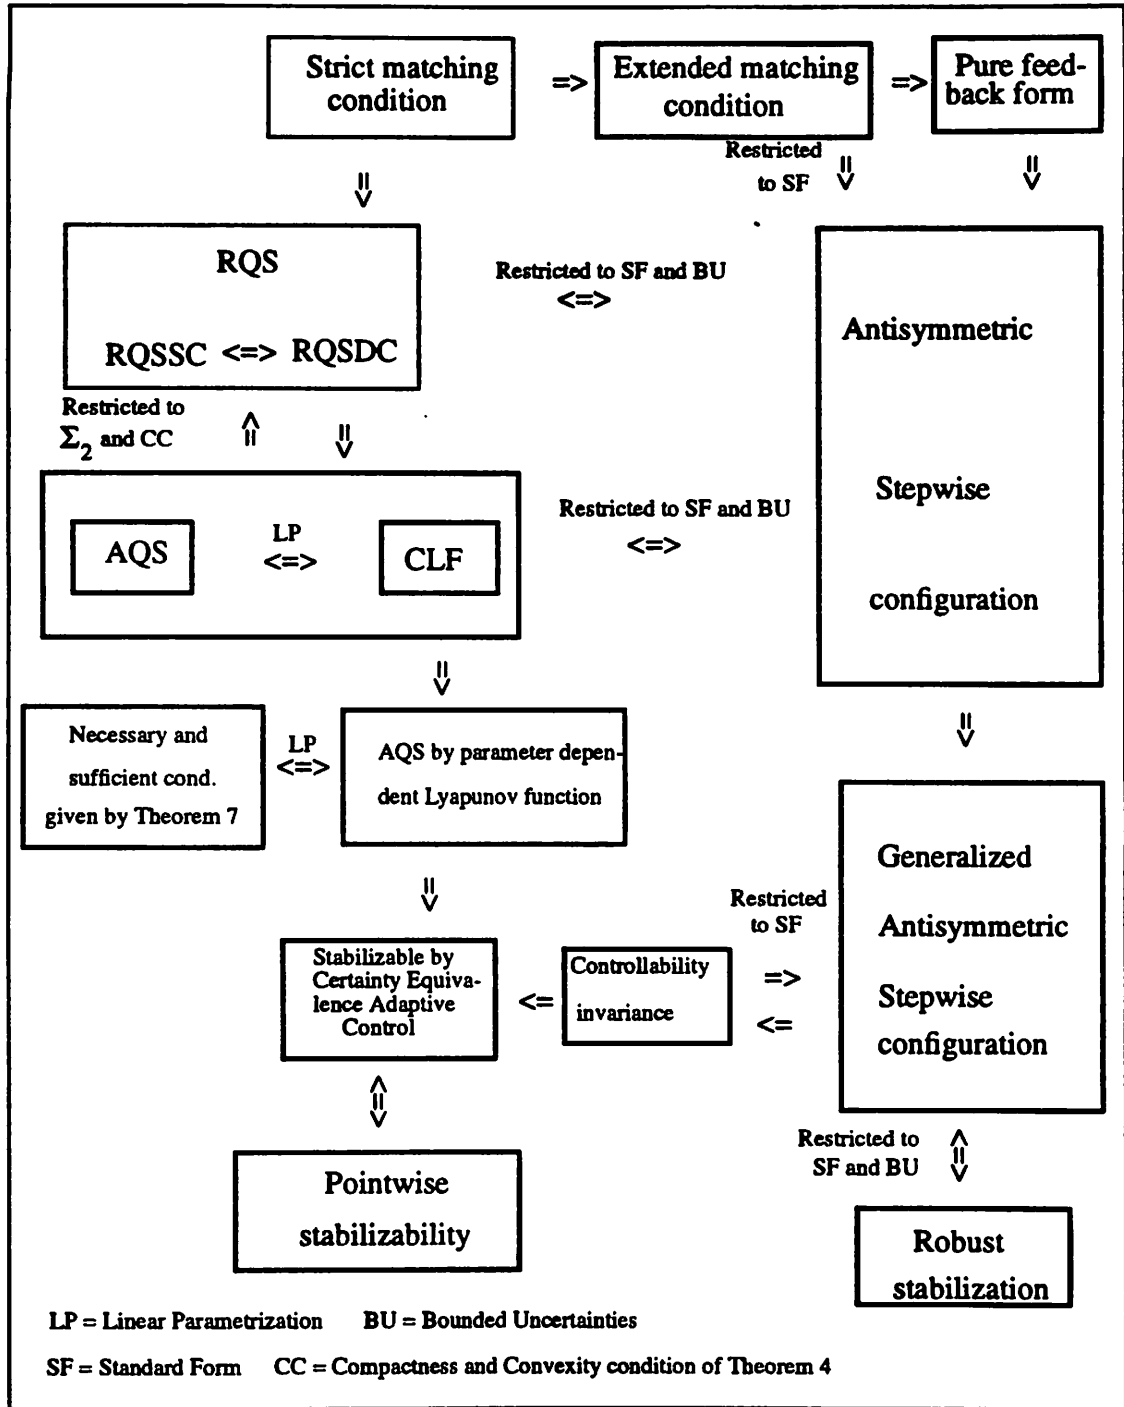 Strict matching
condition
=>
Extended matching
condition
=>
Pure feed-
back form
Restricted
to SF
RQS
RQSSC <=> RQSDC
Restricted to SF and BU
<=>
Antisymmetric
Stepwise
configuration
Restricted to
Σ2 and CC
AQS
LP
<=>
CLF
Restricted to SF and BU
<=>
Necessary and
sufficient cond.
given by Theorem 7
LP
<=>
AQS by parameter depen-
dent Lyapunov function
Generalized
Antisymmetric
Stepwise
configuration
Restricted
to SF
=>
<=
Stabilizable by
Certainty Equiva-
lence Adaptive
Control
<=
Controllability
invariance
Restricted to
SF and BU
Pointwise
stabilizability
Robust
stabilization
LP = Linear Parametrization BU = Bounded Uncertainties
SF = Standard Form CC = Compactness and Convexity condition of Theorem 4